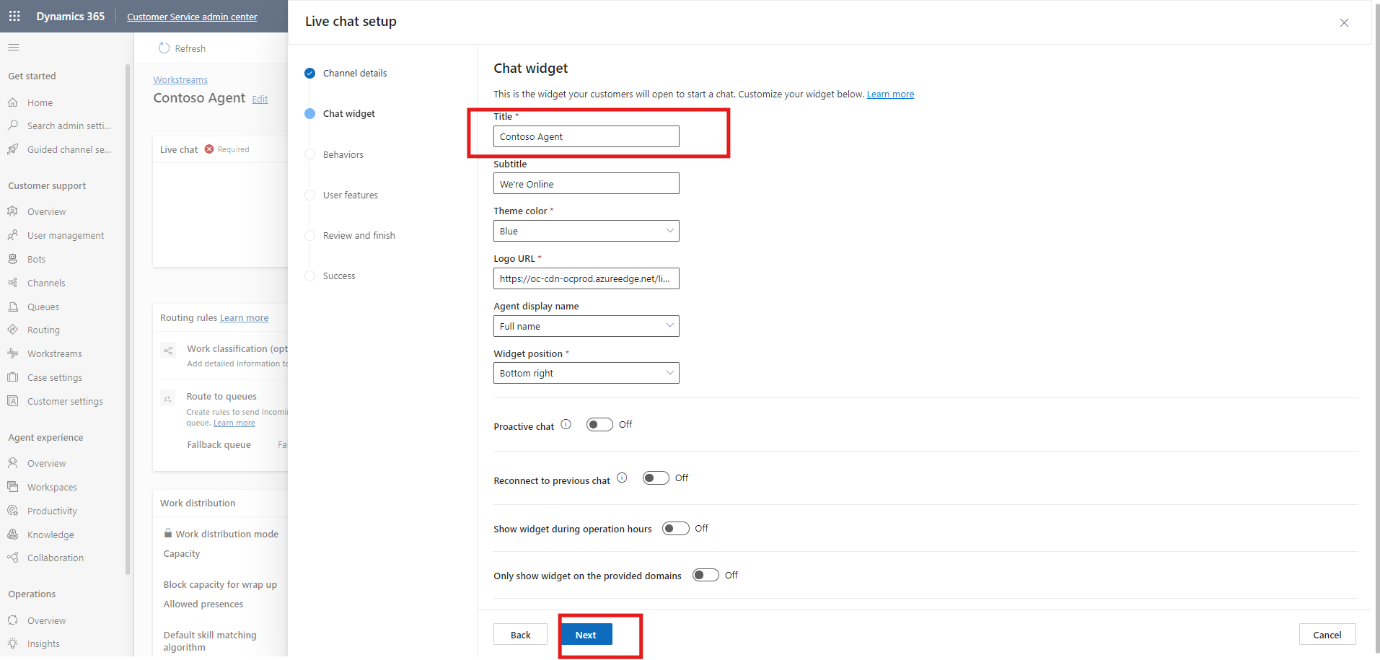 Dynamics 365
Customer Service admin center
Get started
Home
Search admin setti...
Guided channel se...
Customer support
Overview
User management
Bots
Channels
Queues
Routing
Workstreams
Case settings
Customer settings
Agent experience
Overview
Workspaces
Productivity
Knowledge
Collaboration
Operations
Overview
Insights
Refresh
Workstreams
Contoso Agent Edit
Live chat Required
Routing rules Learn more
Work classification (opt
Add detailed information to
Route to queues
Create rules to send incomi
queue. Learn more
Fallback queue Fa
Work distribution
Work distribution mode
Capacity
Block capacity for wrap up
Allowed presences
Default skill matching
algorithm
Live chat setup
Channel details
Chat widget
Behaviors
User features
Review and finish
Success
Chat widget
This is the widget your customers will open to start a chat. Customize your widget below. Learn more
Title *
Contoso Agent
Subtitle
We're Online
Theme color *
Blue
Logo URL *
https://oc-cdn-ocprod.azureedge.net/li...
Agent display name
Full name
Widget position *
Bottom right
Proactive chat Off
Reconnect to previous chat Off
Show widget during operation hours Off
Only show widget on the provided domains Off
Back
Next
Cancel